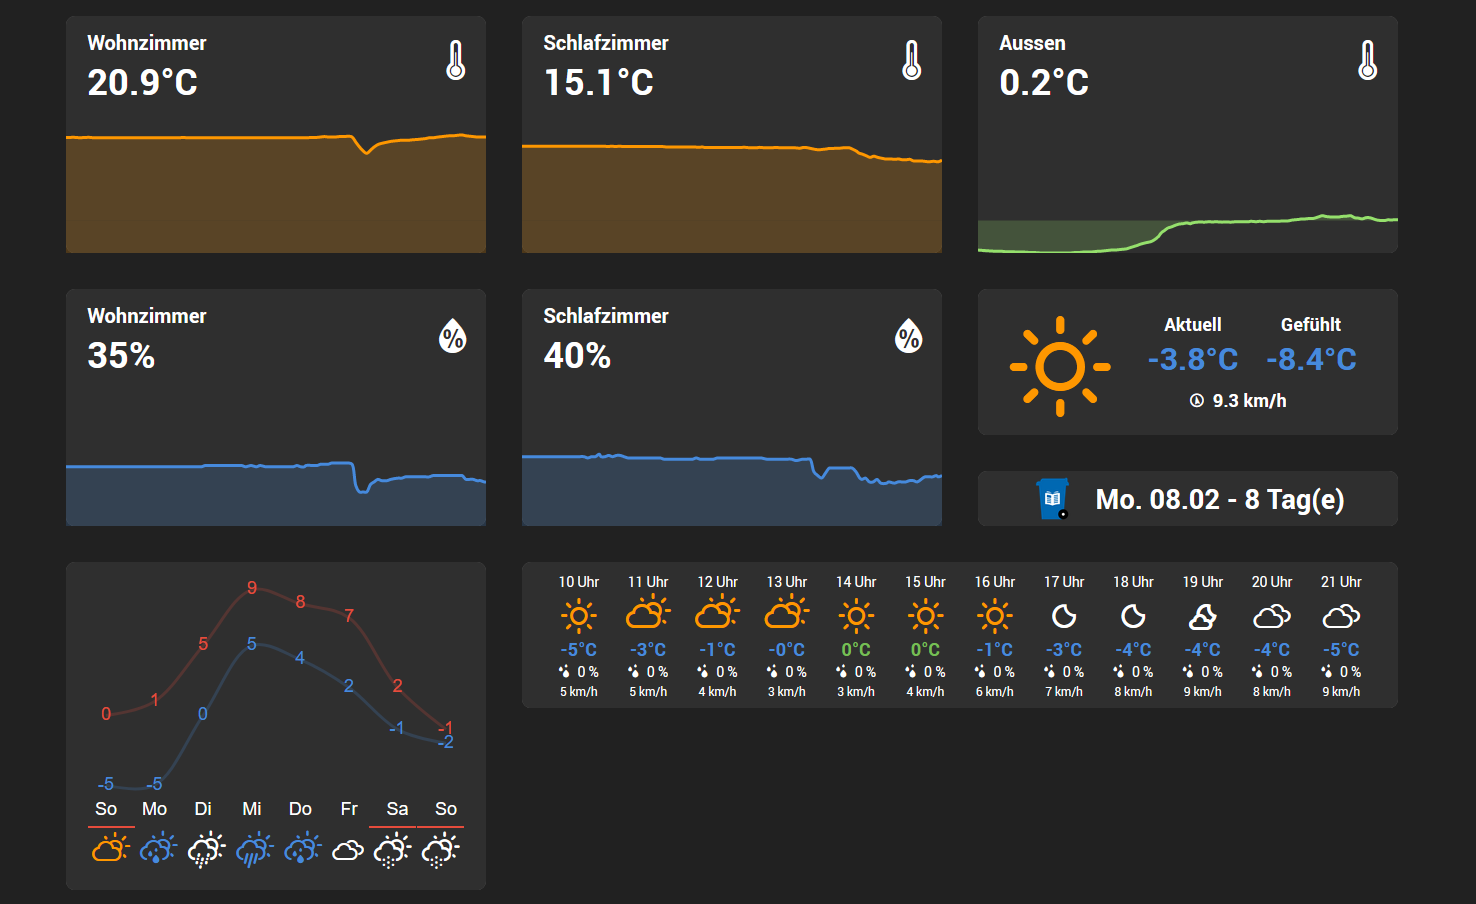 Wohnzimmer
20.9°C
Schlafzimmer
15.1°C
Aussen
0.2°C
Wohnzimmer
35%
%
Schlafzimmer
40%
%
Aktuell Gefühlt
-3.8°C -8.4°C
9.3 km/h
Mo. 08.02 - 8 Tag(e)
9
8
7
5 5
4
2 2
1
0 0
-1 -1
-2
-5 -5
So Mo Di Mi Do Fr Sa So
10 Uhr 11 Uhr 12 Uhr 13 Uhr 14 Uhr 15 Uhr 16 Uhr 17 Uhr 18 Uhr 19 Uhr 20 Uhr 21 Uhr
-5°C -3°C -1°C -0°C 0°C 0°C -1°C -3°C -4°C -4°C -4°C -5°C
0 % 0 % 0 % 0 % 0 % 0 % 0 % 0 % 0 % 0 % 0 % 0 %
5 km/h 5 km/h 4 km/h 3 km/h 3 km/h 4 km/h 6 km/h 7 km/h 8 km/h 9 km/h 8 km/h 9 km/h